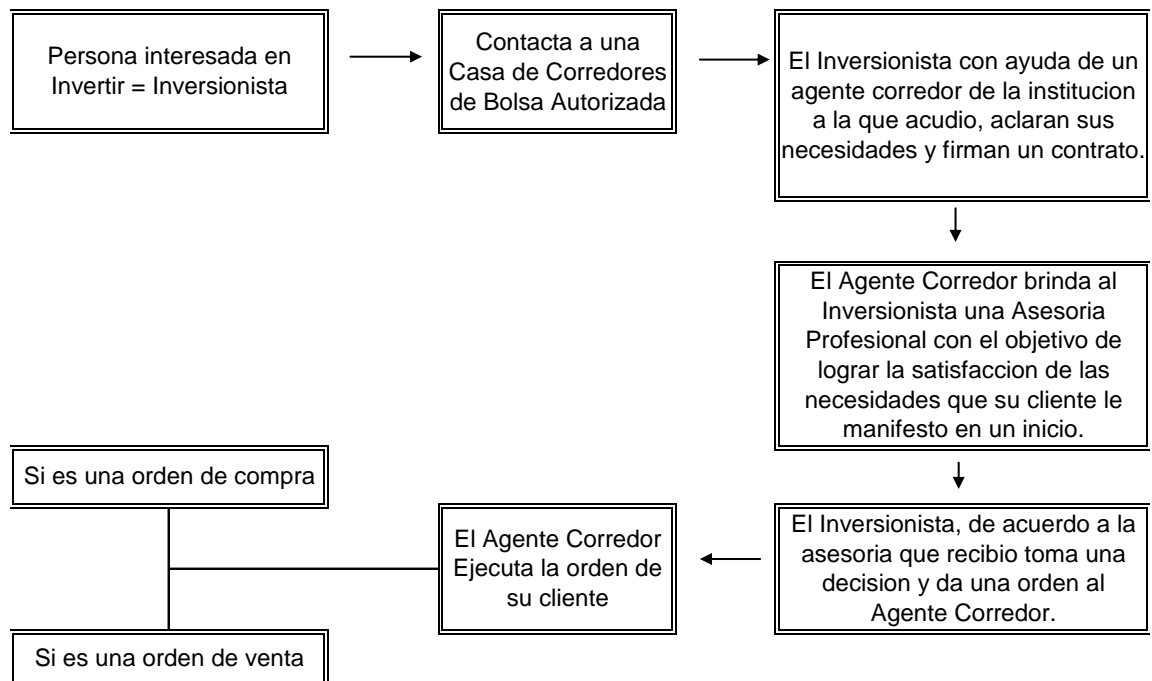 Persona interesada en
Invertir = Inversionista
Contacta a una
Casa de Corredores
de Bolsa Autorizada
El Inversionista con ayuda de un
agente corredor de la institucion
a la que acudio, aclaran sus
necesidades y firman un contrato.
El Agente Corredor brinda al
Inversionista una Asesoria
Profesional con el objetivo de
lograr la satisfaccion de las
necesidades que su cliente le
manifesto en un inicio.
El Inversionista, de acuerdo a la
asesoria que recibio toma una
decision y da una orden al
Agente Corredor.
El Agente Corredor
Ejecuta la orden de
su cliente
Si es una orden de compra
Si es una orden de venta